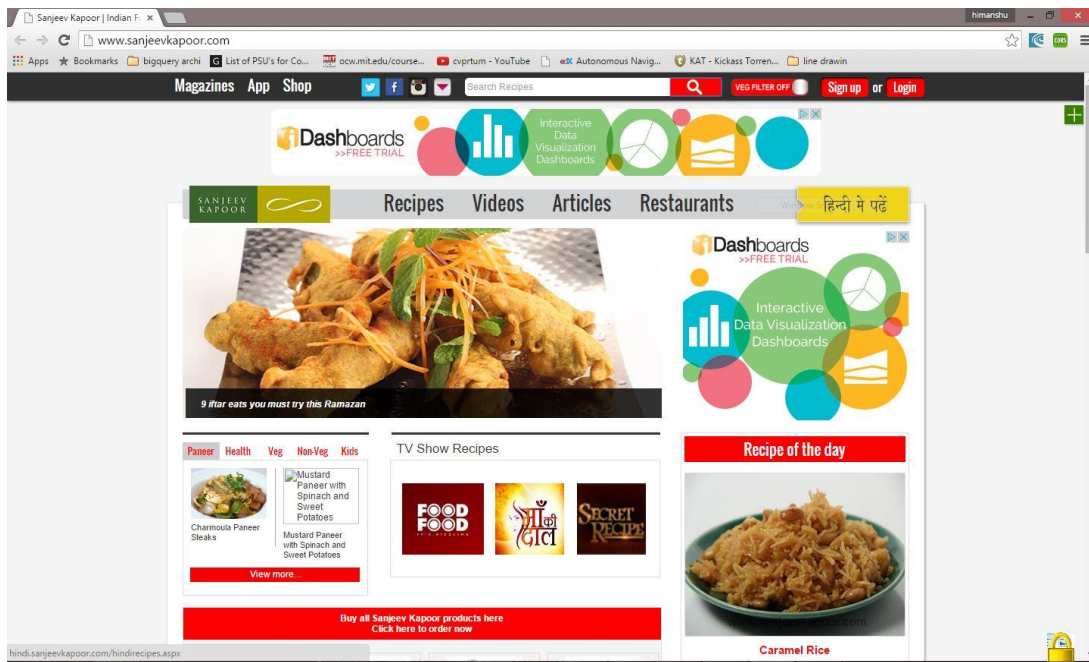 Sanjeev Kapoor | Indian Fo
himanshu
www.sanjeevkapoor.com
CORS
Apps Bookmarks bigquery archi List of PSU's for Co... ocw.mit.edu/course... cvprtum - YouTube Autonomous Navig... KAT - Kickass Torren... line drawin
Magazines App Shop
Search Recipes
VEG FILTER OFF
Sign up or Login
Dashboards
>>FREE TRIAL
Interactive
Data
Visualization
Dashboards
SANJEEV
KAPOOR
Recipes Videos Articles Restaurants
हिन्दी मे पढें
9 iftar eats you must try this Ramazan
Dashboards
>>FREE TRIAL
Interactive
Data Visualization
Dashboards
Paneer Health Veg Non-Veg Kids
Charmoula Paneer
Steaks
Mustard
Paneer with
Spinach and
Sweet
Potatoes
Mustard Paneer
with Spinach and
Sweet Potatoes
View more...
TV Show Recipes
FOOD
FOOD
IT'S SIZZLING
माँ की
दाल
SECRET
RECIPE
Recipe of the day
Caramel Rice
Buy all Sanjeev Kapoor products here
Click here to order now
hindi.sanjeevkapoor.com/hindirecipes.aspx